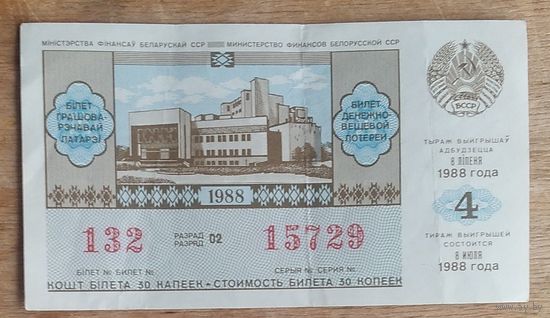 МІНІСТЭРСТВА ФІНАНСАЎ БЕЛАРУСКАЙ ССР МИНИСТЕРСТВО ФИНАНСОВ БЕЛОРУССКОЙ ССР
БІЛЕТ
ГРАШОВА-
РЭЧАВАЙ
ЛАТАРЭІ
БИЛЕТ
ДЕНЕЖНО-
ВЕЩЕВОЙ
ЛОТЕРЕИ
БССР
1988
132
РАЗРАД
РАЗРЯД 02
15729
БІЛЕТ № БИЛЕТ №
СЕРЫЯ № СЕРИЯ №
КОШТ БІЛЕТА 30 КАПЕЕК - СТОИМОСТЬ БИЛЕТА 30 КОПЕЕК
ТЫРАЖ ВЫІГРЫШАЎ
АДБУДЗЕЦЦА
8 ЛІПЕНЯ
1988 года
4
ТИРАЖ ВЫИГРЫШЕЙ
СОСТОИТСЯ
8 ИЮЛЯ
1988 года